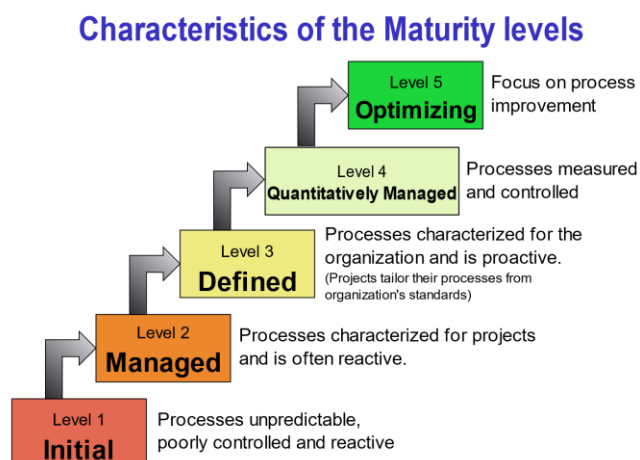 Characteristics of the Maturity levels
Level 5
Optimizing
Focus on process
improvement
Level 4
Quantitatively Managed
Processes measured
and controlled
Level 3
Defined
Processes characterized for the
organization and is proactive.
(Projects tailor their processes from
organization's standards)
Level 2
Managed
Processes characterized for projects
and is often reactive.
Level 1
Initial
Processes unpredictable,
poorly controlled and reactive